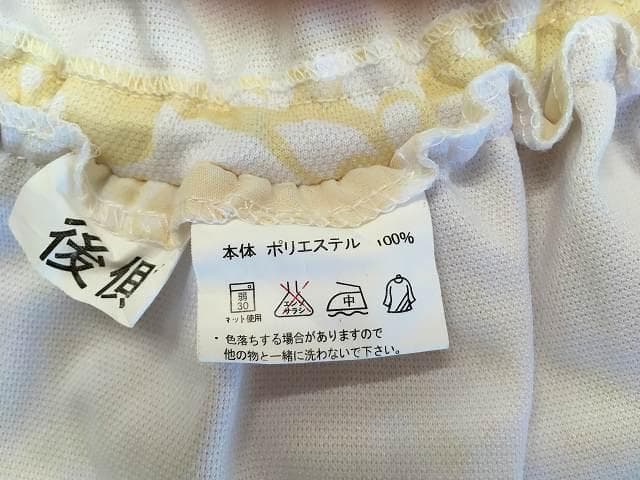 後側
本体 ポリエステル 100%
弱 30 エンソ サラシ 中
ネット使用
・色落ちする場合がありますので
他の物と一緒に洗わないで下さい。